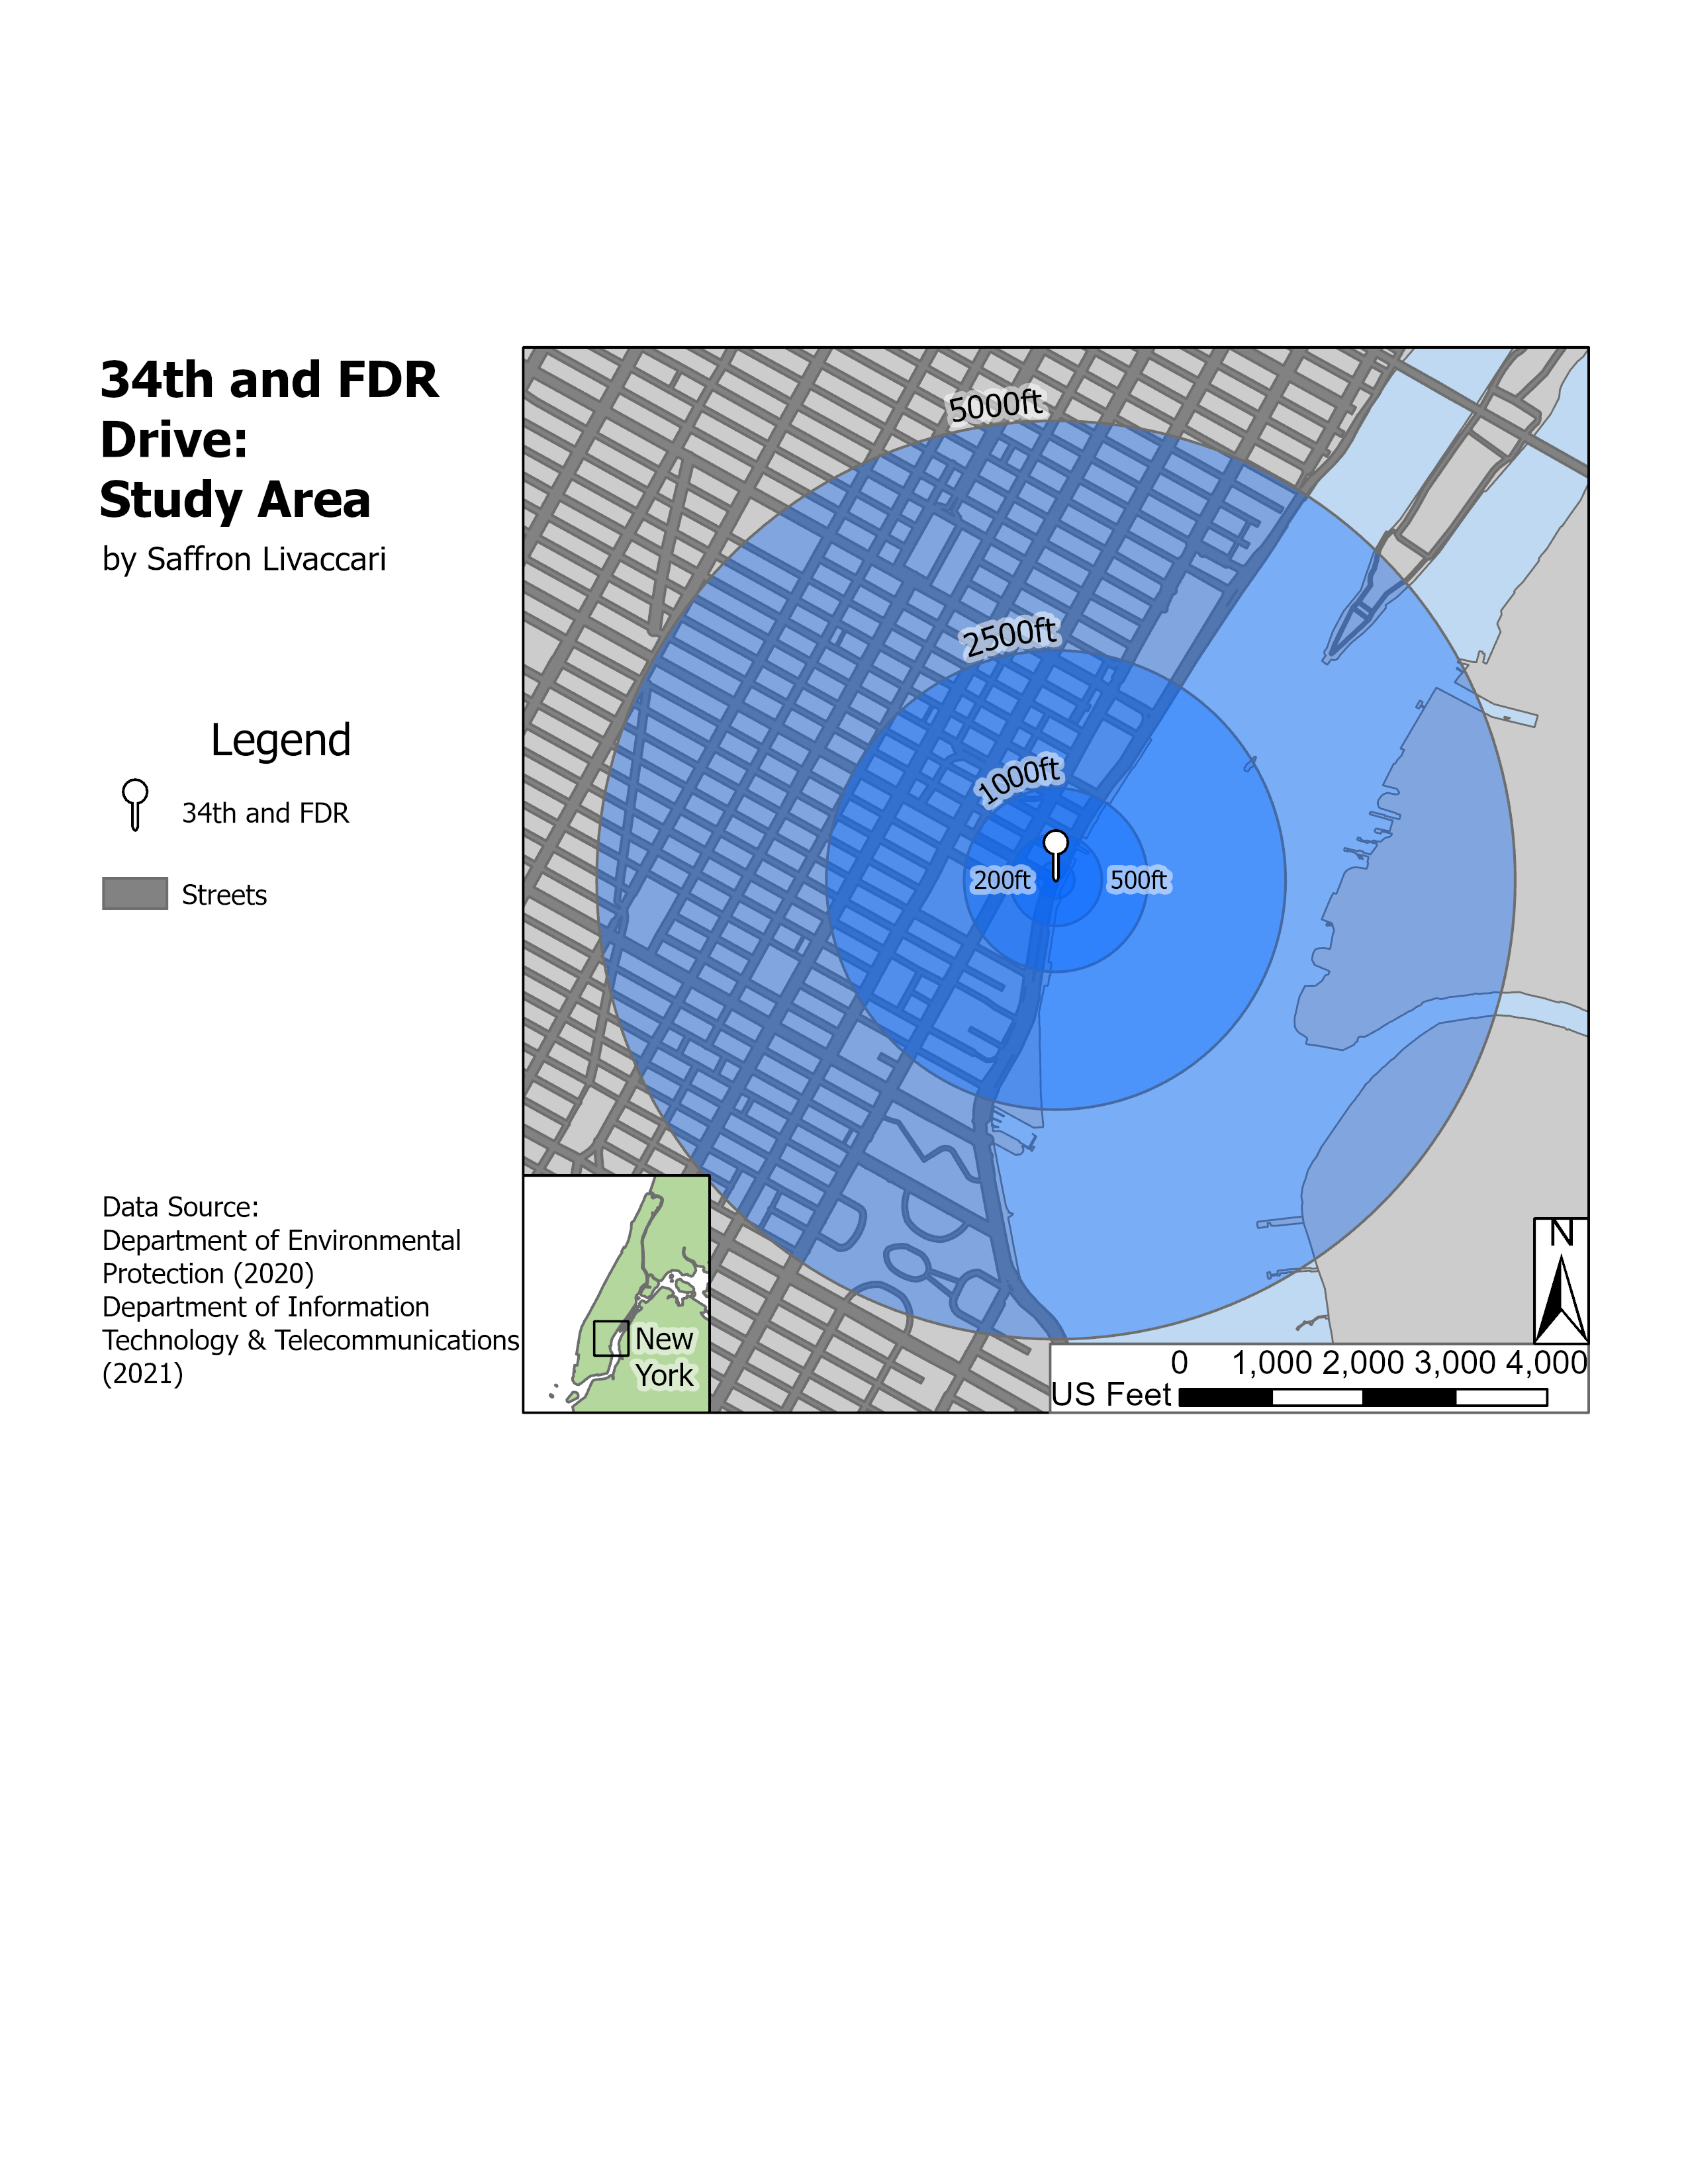 34th and FDR
Drive:
Study Area
by Saffron Livaccari
Legend
34th and FDR
Streets
Data Source:
Department of Environmental
Protection (2020)
Department of Information
Technology & Telecommunications
(2021)
5000ft
2500ft
1000ft
200ft
500ft
New
York
N
0 1,000 2,000 3,000 4,000
US Feet